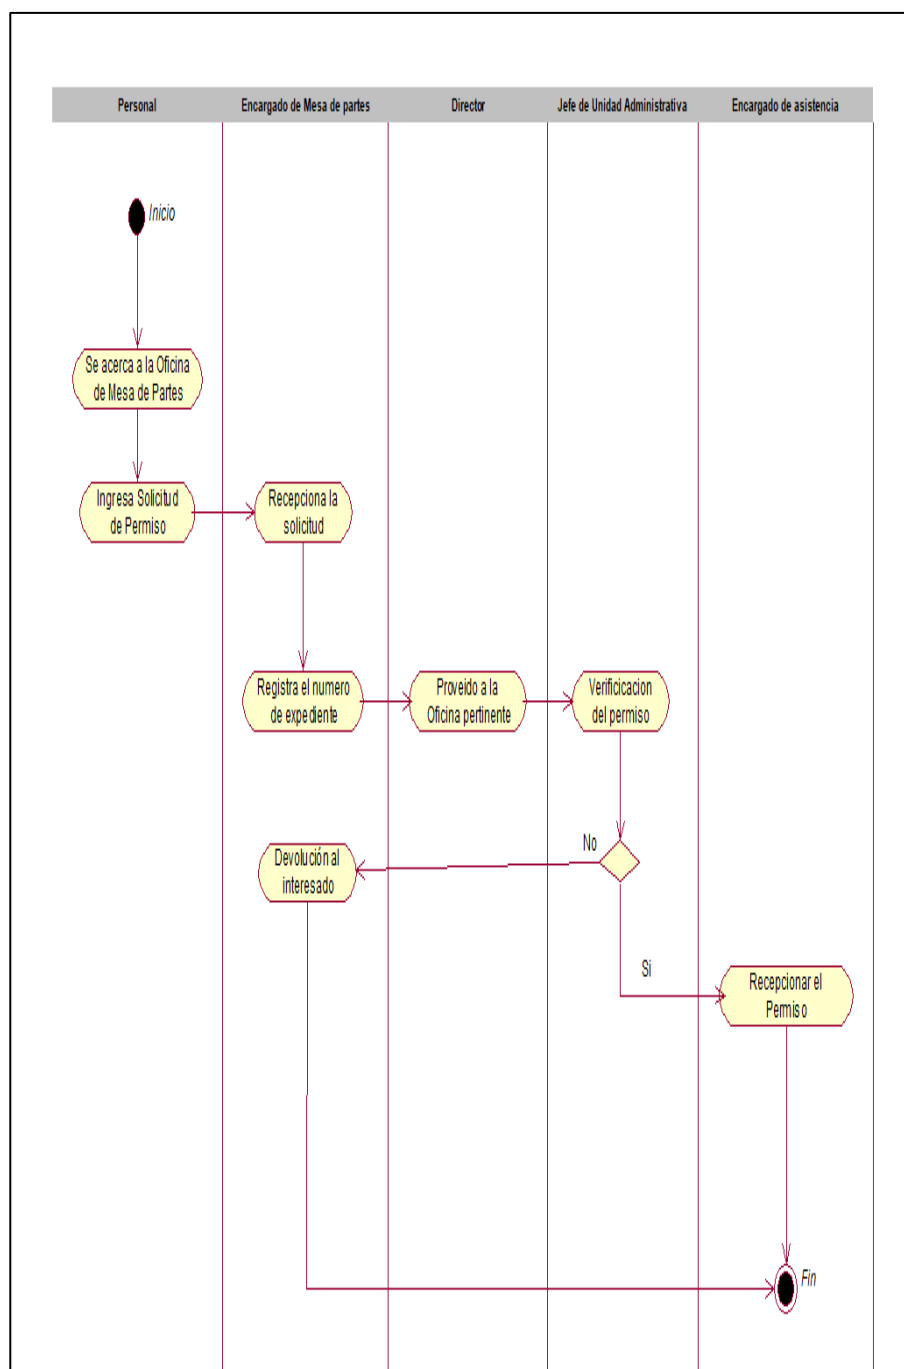 Personal
Encargado de Mesa de partes
Director
Jefe de Unidad Administrativa
Encargado de asistencia
Inicio
Se acerca a la Oficina
de Mesa de Partes
Ingresa Solicitud
de Permiso
Recepciona la
solicitud
Registra el numero
de expediente
Proveido a la
Oficina pertinente
Verificicacion
del permiso
No
Devolución al
interesado
Si
Recepcionar el
Permiso
Fin